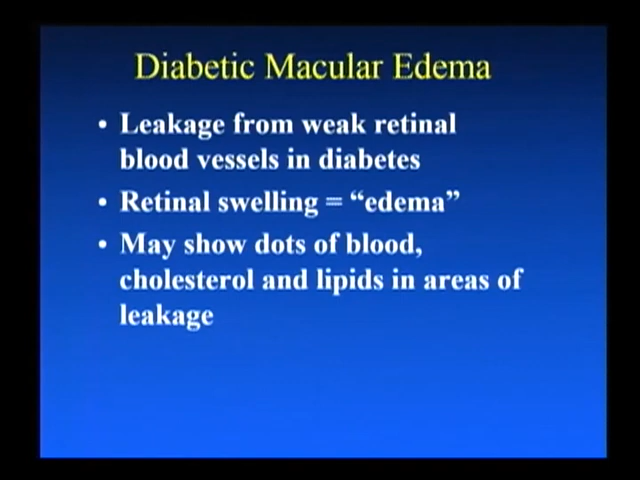 Diabetic Macular Edema
• Leakage from weak retinal
blood vessels in diabetes
• Retinal swelling = “edema”
• May show dots of blood,
cholesterol and lipids in areas of
leakage